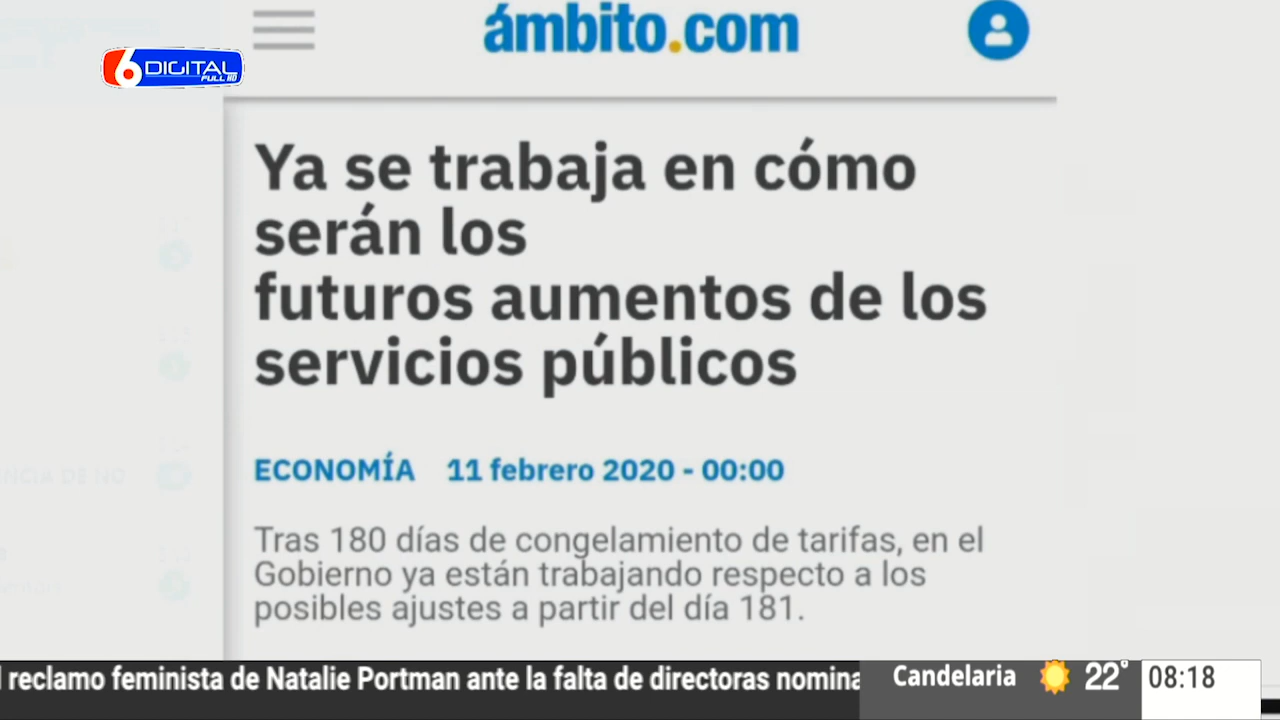 ámbito.com
6 DIGITAL
FULL HD
Ya se trabaja en cómo
serán los
futuros aumentos de los
servicios públicos
ECONOMÍA 11 febrero 2020 - 00:00
Tras 180 días de congelamiento de tarifas, en el
Gobierno ya están trabajando respecto a los
posibles ajustes a partir del día 181.
reclamo feminista de Natalie Portman ante la falta de directoras nomina
Candelaria 22° 08:18